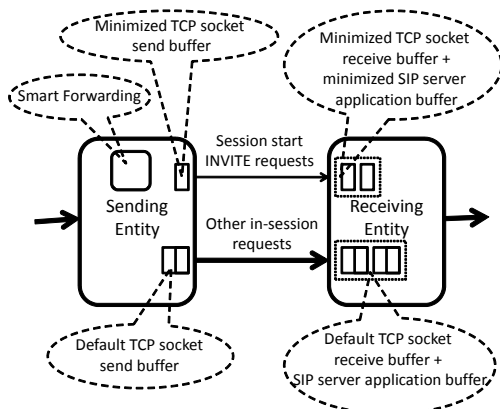 Minimized TCP socket
send buffer
Minimized TCP socket
receive buffer +
minimized SIP server
application buffer
Smart Forwarding
Session start
INVITE requests
Sending
Entity
Receiving
Entity
Other in-session
requests
Default TCP socket
send buffer
Default TCP socket
receive buffer +
SIP server application buffer